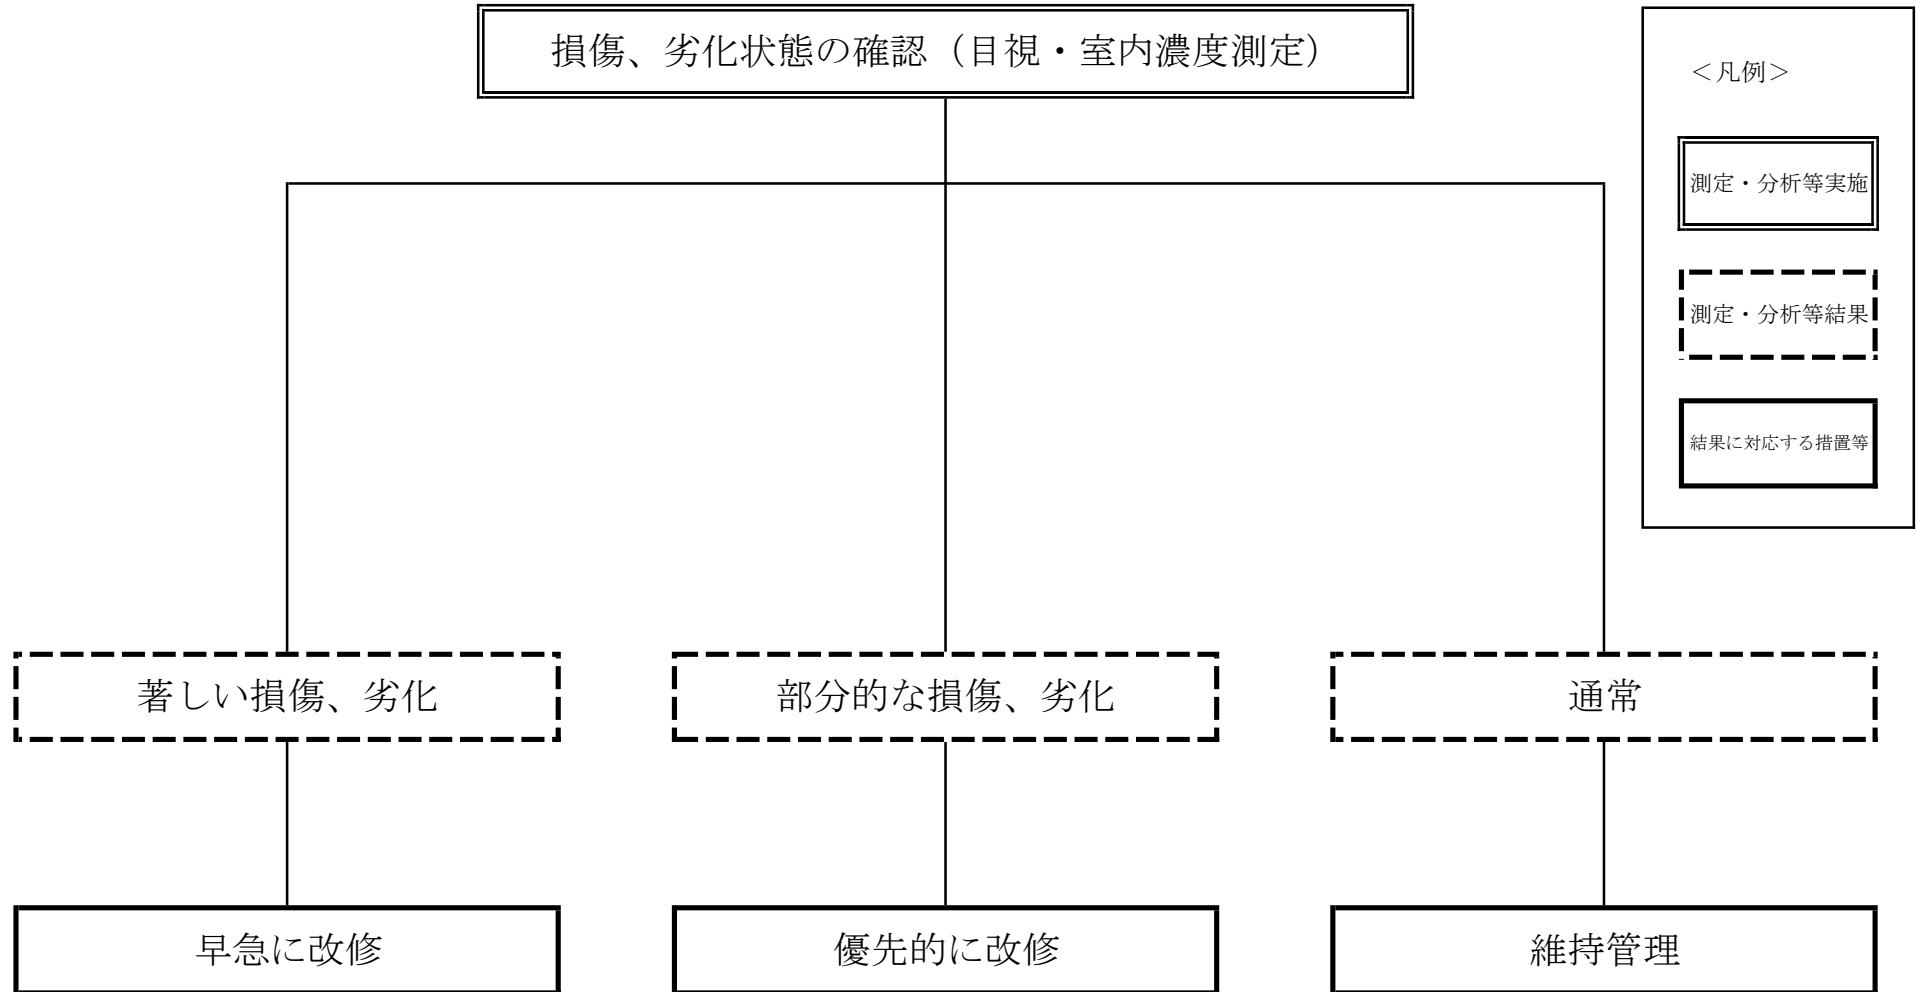 損傷、劣化状態の確認（目視・室内濃度測定）
＜凡例＞
測定・分析等実施
測定・分析等結果
結果に対応する措置等
著しい損傷、劣化
部分的な損傷、劣化
通常
早急に改修
優先的に改修
維持管理